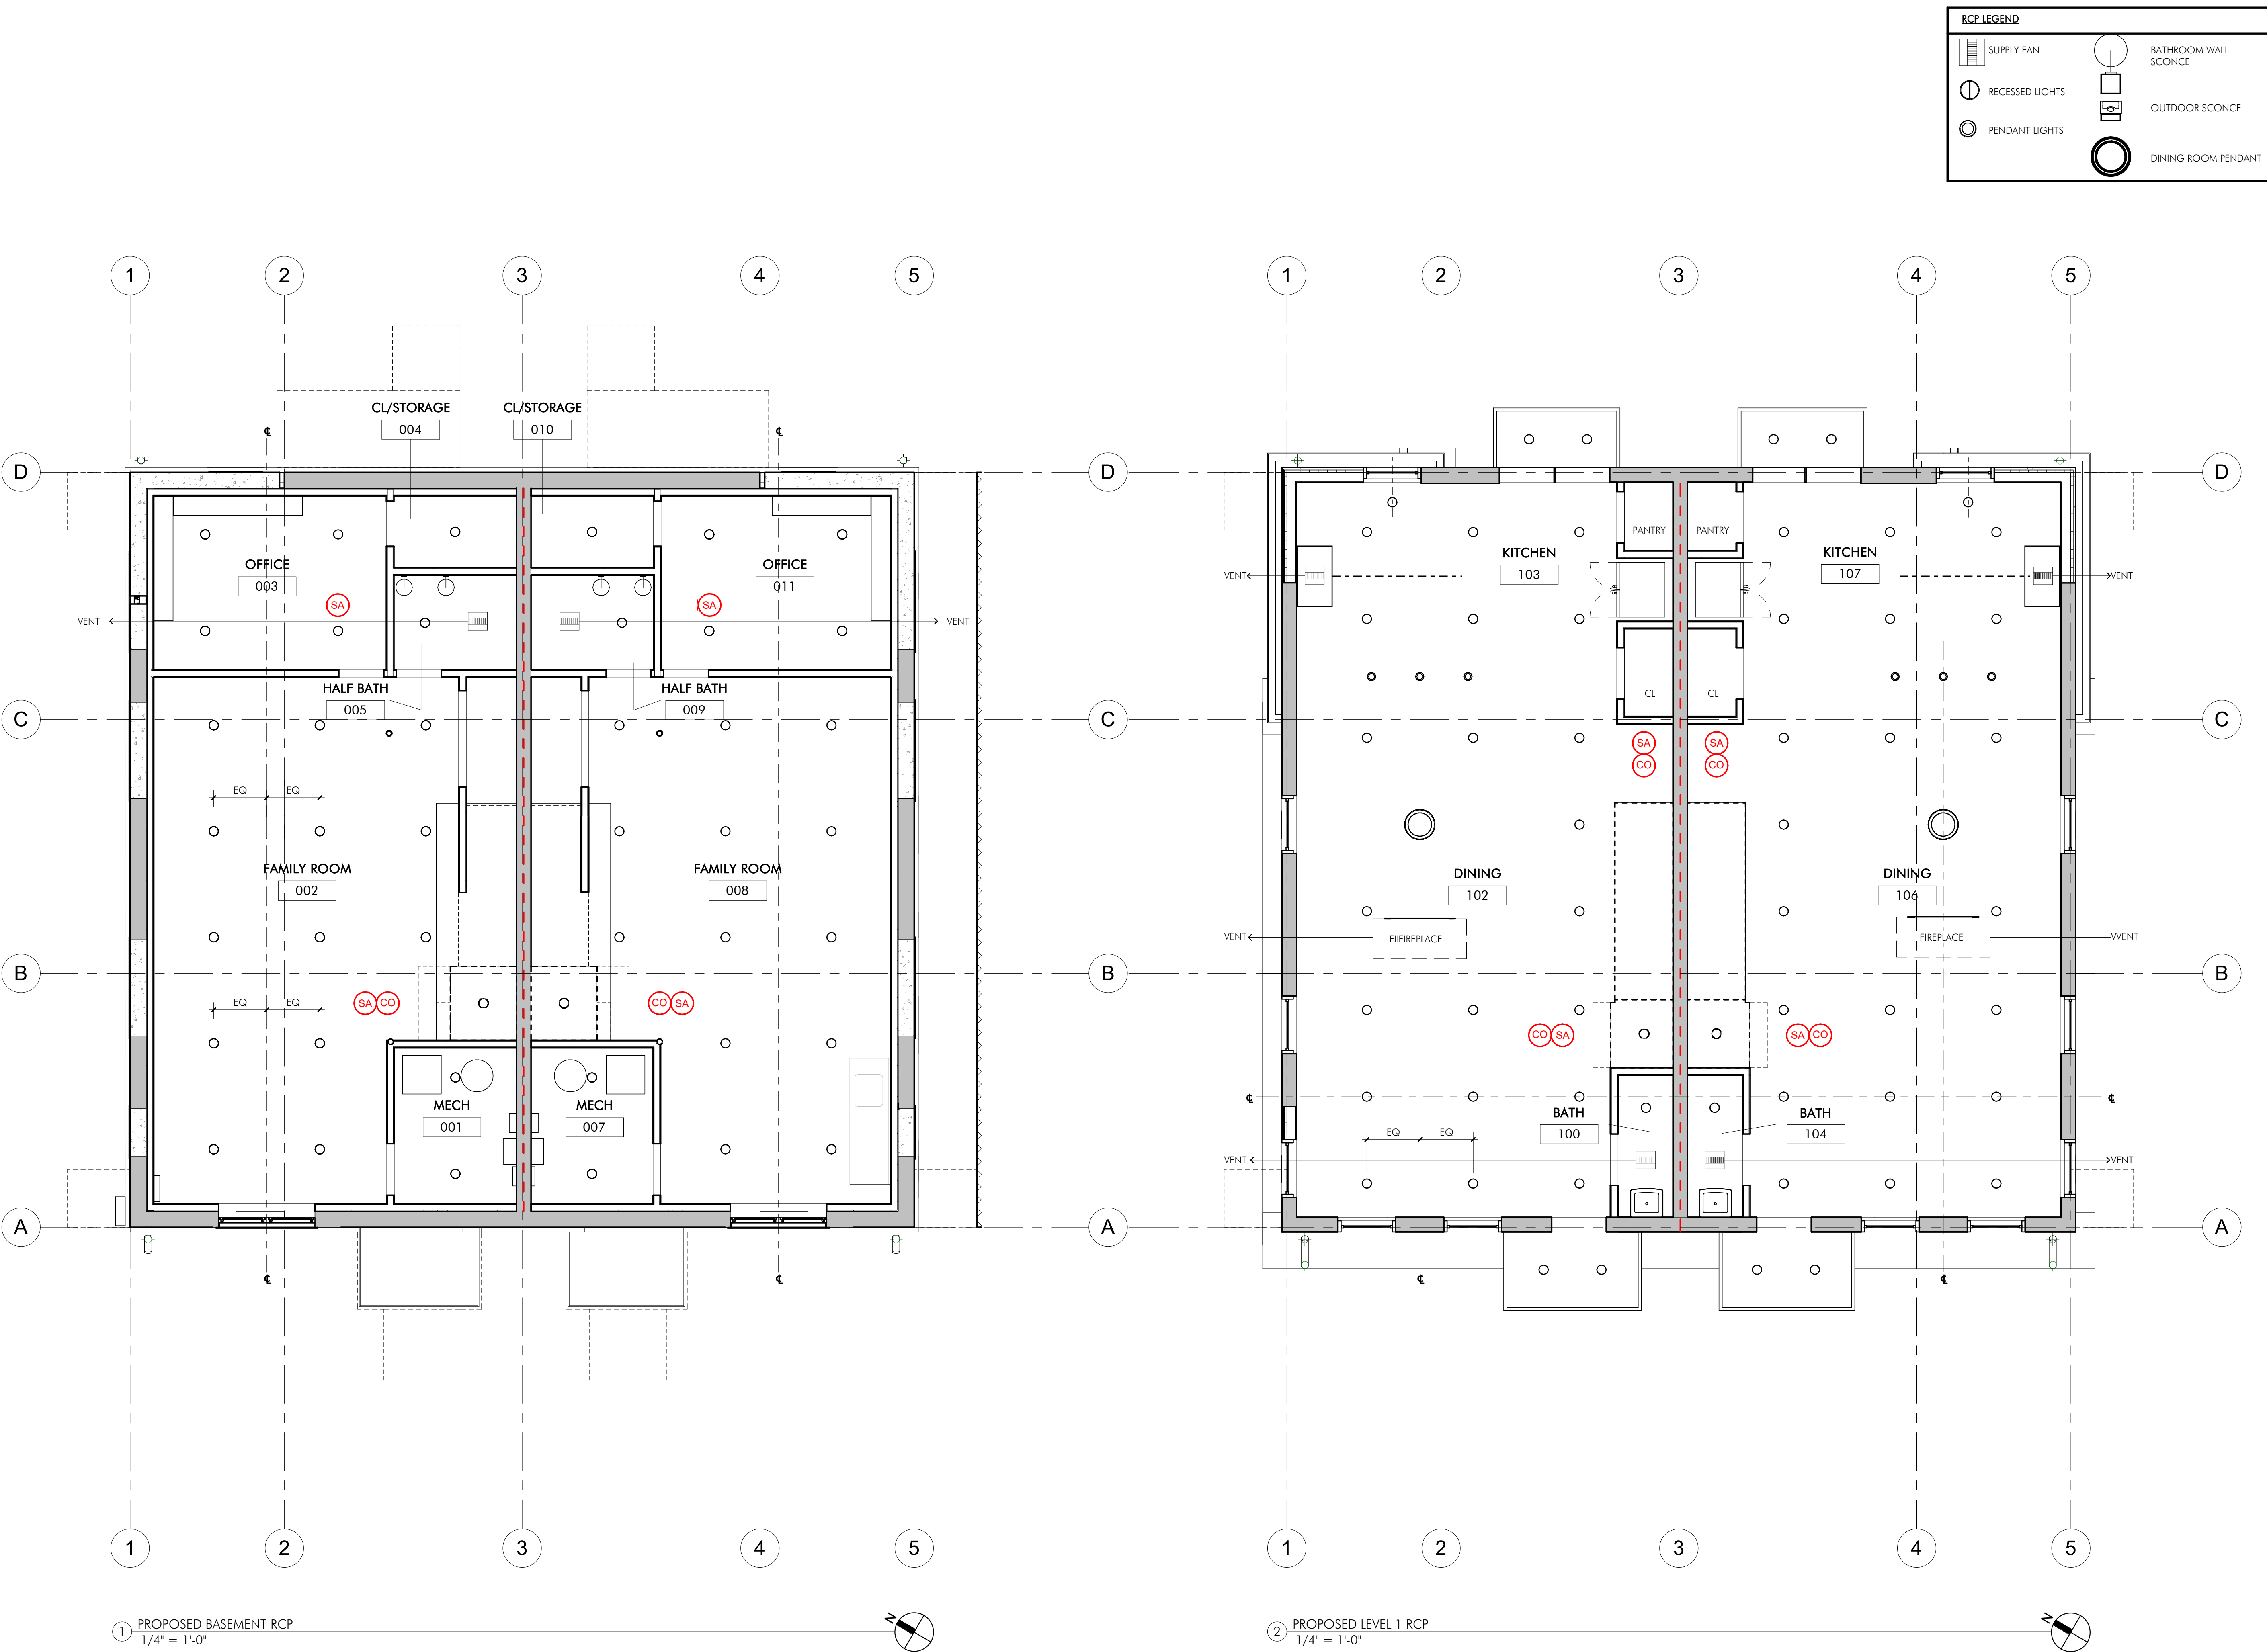 RCP LEGEND
SUPPLY FAN
BATHROOM WALL
SCONCE
RECESSED LIGHTS
OUTDOOR SCONCE
PENDANT LIGHTS
DINING ROOM PENDANT
1 2 3 4 5
CL/STORAGE
004
CL/STORAGE
010
℄ ℄
D
OFFICE
003
OFFICE
011
SA SA
VENT VENT
HALF BATH
005
HALF BATH
009
C
EQ EQ
FAMILY ROOM
002
FAMILY ROOM
008
B
EQ EQ
SA CO CO SA
MECH
001
MECH
007
A
℄ ℄
1 2 3 4 5
1 PROPOSED BASEMENT RCP
1/4" = 1'-0"
N
1 2 3 4 5
D D
PANTRY PANTRY
KITCHEN
103
KITCHEN
107
VENT VENT
CL CL
C C
SA SA
CO CO
DINING
102
DINING
106
VENT FIIFIREPLACE FIREPLACE VVENT
B B
CO SA SA CO
℄ ℄
BATH
100
BATH
104
EQ EQ
VENT VENT
A A
℄ ℄
1 2 3 4 5
2 PROPOSED LEVEL 1 RCP
1/4" = 1'-0"
N